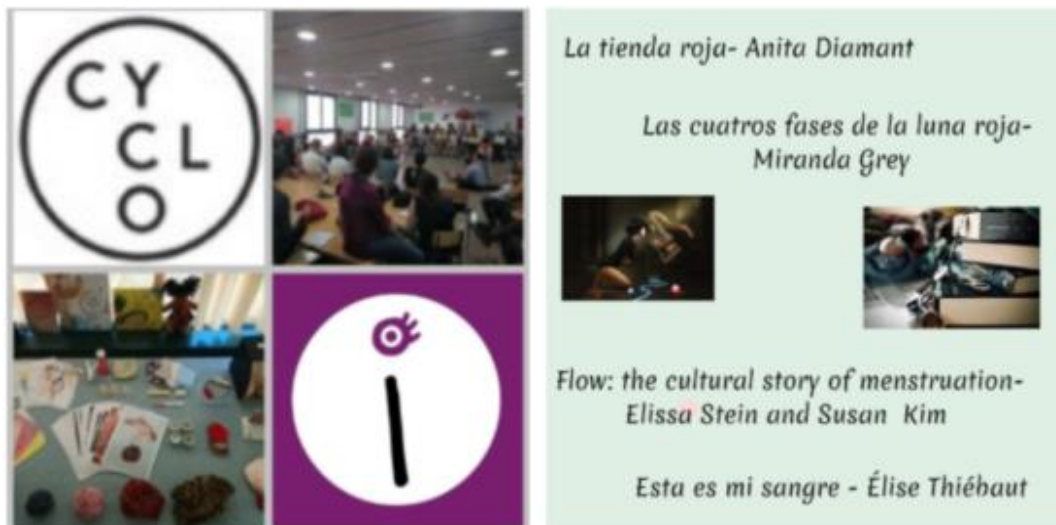 CY
CL
O
La tienda roja- Anita Diamant
Las cuatros fases de la luna roja-
Miranda Grey
Flow: the cultural story of menstruation-
Elissa Stein and Susan Kim
Esta es mi sangre - Élise Thiébaut